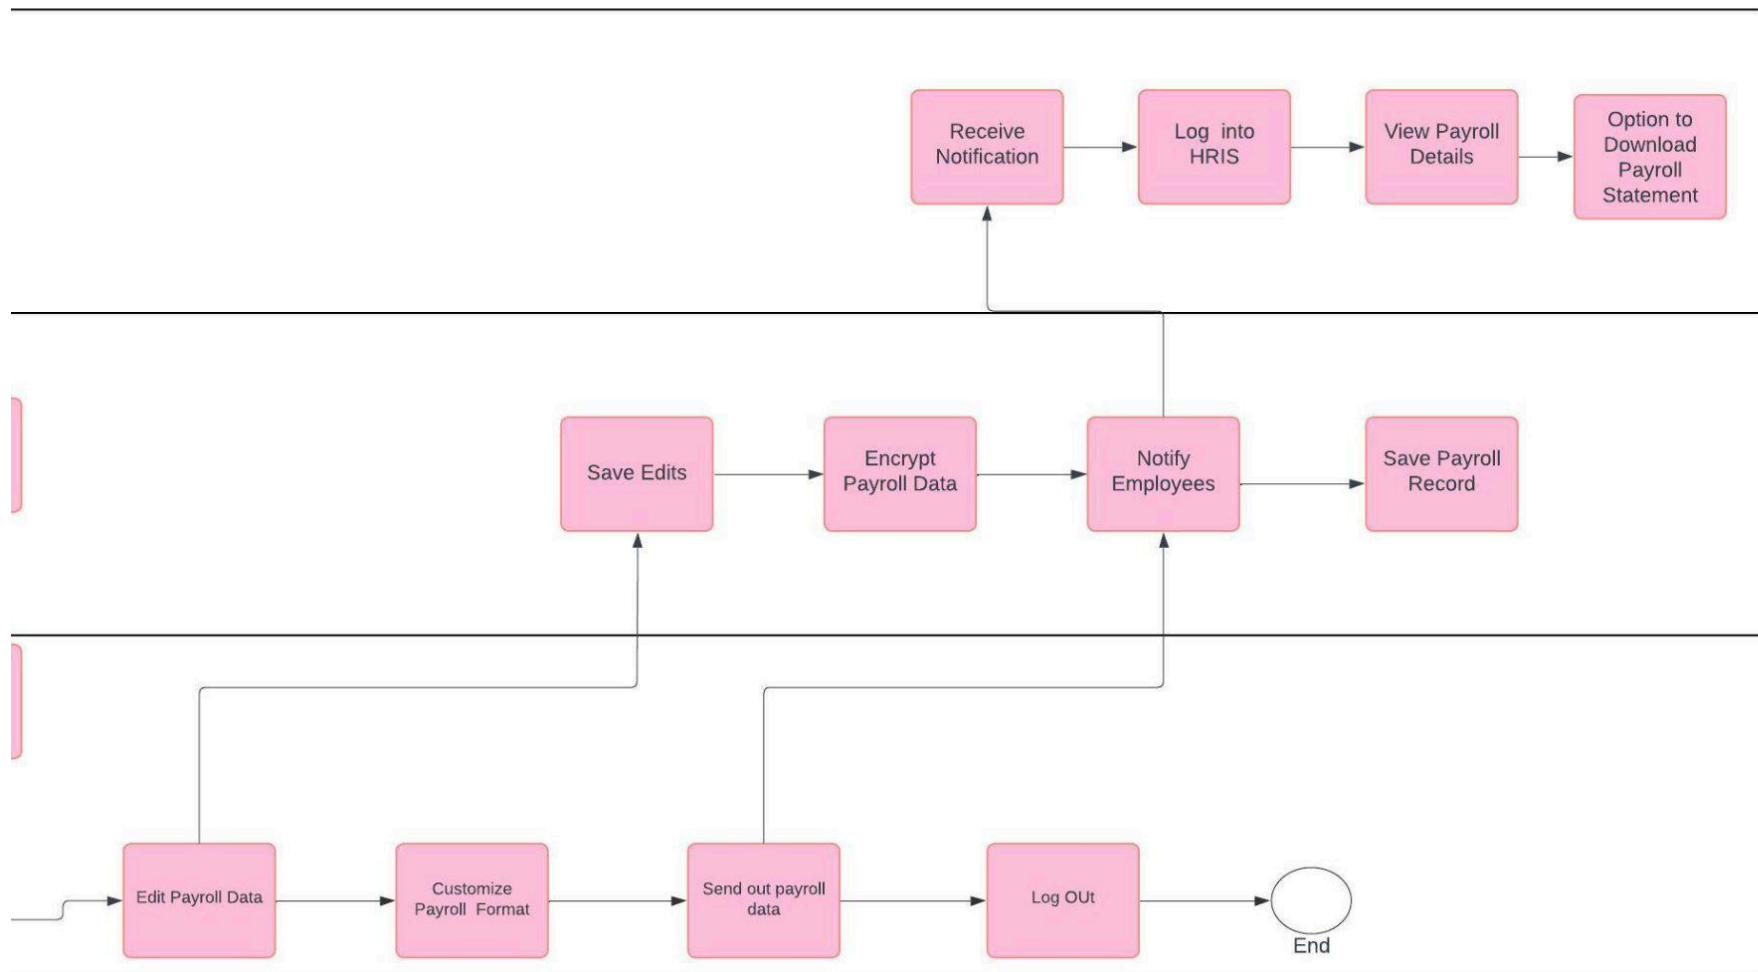 Receive
Notification
Log into
HRIS
View Payroll
Details
Option to
Download
Payroll
Statement
Save Edits
Encrypt
Payroll Data
Notify
Employees
Save Payroll
Record
Edit Payroll Data
Customize
Payroll Format
Send out payroll
data
Log OUt
End